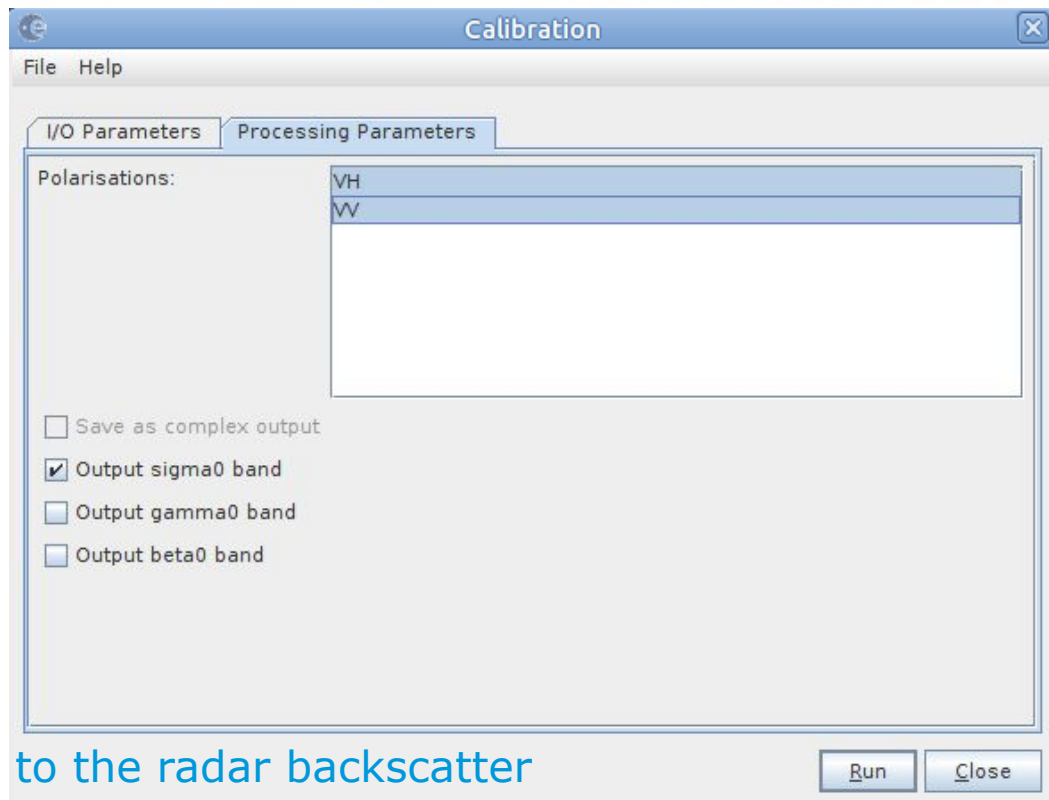 Calibration
File Help
I/O Parameters Processing Parameters
Polarisations: VH
VV
Save as complex output
Output sigma0 band
Output gamma0 band
Output beta0 band
to the radar backscatter Run Close